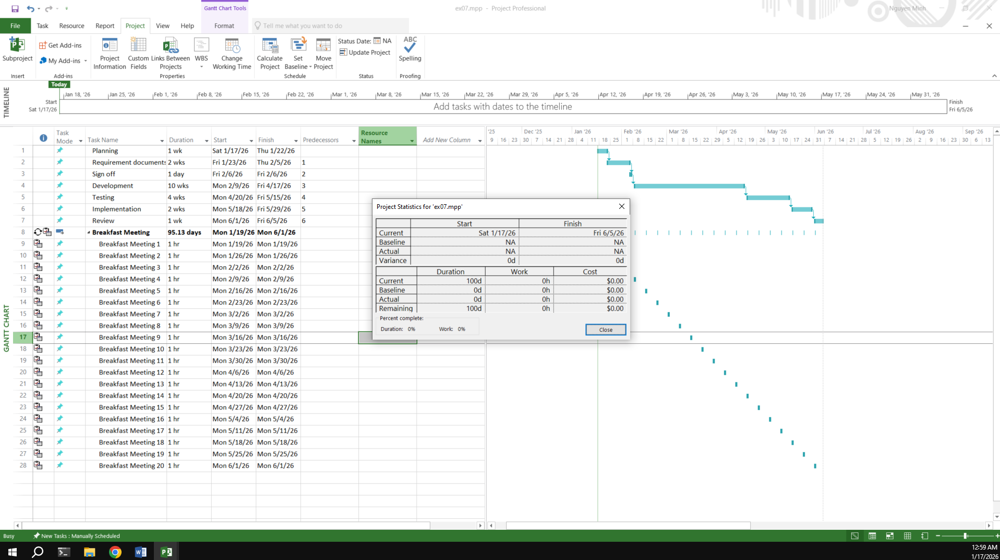 Gantt Chart Tools
ex07.mpp - Project Professional
Nguyen Minh
File Task Resource Report Project View Help Format Tell me what you want to do
Subproject
Get Add-ins
My Add-ins
Project Information
Custom Fields
Links Between Projects
WBS
Change Working Time
Calculate Project
Set Baseline
Move Project
Status Date: NA
Update Project
ABC
Spelling
Insert Add-ins Properties Schedule Status Proofing
TIMELINE
Today
Jan 18, '26 Jan 25, '26 Feb 1, '26 Feb 8, '26 Feb 15, '26 Feb 22, '26 Mar 1, '26 Mar 8, '26 Mar 15, '26 Mar 22, '26 Mar 29, '26 Apr 5, '26 Apr 12, '26 Apr 19, '26 Apr 26, '26 May 3, '26 May 10, '26 May 17, '26 May 24, '26 May 31, '26
Start
Sat 1/17/26
Add tasks with dates to the timeline
Finish
Fri 6/5/26
GANTT CHART
Task Mode Task Name Duration Start Finish Predecessors Resource Names Add New Column
'25 Dec '25 Jan '26 Feb '26 Mar '26 Apr '26 May '26 Jun '26 Jul '26 Aug '26 Sep '26
9 16 23 30 7 14 21 28 4 11 18 25 1 8 15 22 1 8 15 22 29 5 12 19 26 3 10 17 24 31 7 14 21 28 5 12 19 26 2 9 16 23 30 6 13
1 Planning 1 wk Sat 1/17/26 Thu 1/22/26
2 Requirement documents 2 wks Fri 1/23/26 Thu 2/5/26 1
3 Sign off 1 day Fri 2/6/26 Fri 2/6/26 2
4 Development 10 wks Mon 2/9/26 Fri 4/17/26 3
5 Testing 4 wks Mon 4/20/26 Fri 5/15/26 4
6 Implementation 2 wks Mon 5/18/26 Fri 5/29/26 5
7 Review 1 wk Mon 6/1/26 Fri 6/5/26 6
8 Breakfast Meeting 95.13 days Mon 1/19/26 Mon 6/1/26
9 Breakfast Meeting 1 1 hr Mon 1/19/26 Mon 1/19/26
10 Breakfast Meeting 2 1 hr Mon 1/26/26 Mon 1/26/26
11 Breakfast Meeting 3 1 hr Mon 2/2/26 Mon 2/2/26
12 Breakfast Meeting 4 1 hr Mon 2/9/26 Mon 2/9/26
13 Breakfast Meeting 5 1 hr Mon 2/16/26 Mon 2/16/26
14 Breakfast Meeting 6 1 hr Mon 2/23/26 Mon 2/23/26
15 Breakfast Meeting 7 1 hr Mon 3/2/26 Mon 3/2/26
16 Breakfast Meeting 8 1 hr Mon 3/9/26 Mon 3/9/26
17 Breakfast Meeting 9 1 hr Mon 3/16/26 Mon 3/16/26
18 Breakfast Meeting 10 1 hr Mon 3/23/26 Mon 3/23/26
19 Breakfast Meeting 11 1 hr Mon 3/30/26 Mon 3/30/26
20 Breakfast Meeting 12 1 hr Mon 4/6/26 Mon 4/6/26
21 Breakfast Meeting 13 1 hr Mon 4/13/26 Mon 4/13/26
22 Breakfast Meeting 14 1 hr Mon 4/20/26 Mon 4/20/26
23 Breakfast Meeting 15 1 hr Mon 4/27/26 Mon 4/27/26
24 Breakfast Meeting 16 1 hr Mon 5/4/26 Mon 5/4/26
25 Breakfast Meeting 17 1 hr Mon 5/11/26 Mon 5/11/26
26 Breakfast Meeting 18 1 hr Mon 5/18/26 Mon 5/18/26
27 Breakfast Meeting 19 1 hr Mon 5/25/26 Mon 5/25/26
28 Breakfast Meeting 20 1 hr Mon 6/1/26 Mon 6/1/26
Project Statistics for 'ex07.mpp'
Start Finish
Current Sat 1/17/26 Fri 6/5/26
Baseline NA NA
Actual NA NA
Variance 0d 0d
Duration Work Cost
Current 100d 0h $0.00
Baseline 0d 0h $0.00
Actual 0d 0h $0.00
Remaining 100d 0h $0.00
Percent complete:
Duration: 0% Work: 0%
Close
Busy New Tasks : Manually Scheduled
12:59 AM
1/17/2026